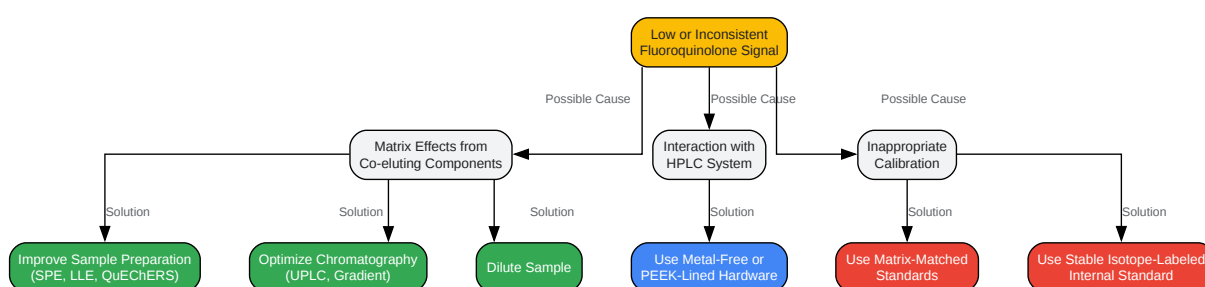 Low or Inconsistent
Fluoroquinolone Signal
Possible Cause
Possible Cause
Possible Cause
Matrix Effects from
Co-eluting Components
Interaction with
HPLC System
Inappropriate
Calibration
Solution
Solution
Solution
Solution
Solution
Solution
Improve Sample Preparation
(SPE, LLE, QuEChERS)
Optimize Chromatography
(UPLC, Gradient)
Dilute Sample
Use Metal-Free or
PEEK-Lined Hardware
Use Matrix-Matched
Standards
Use Stable Isotope-Labeled
Internal Standard